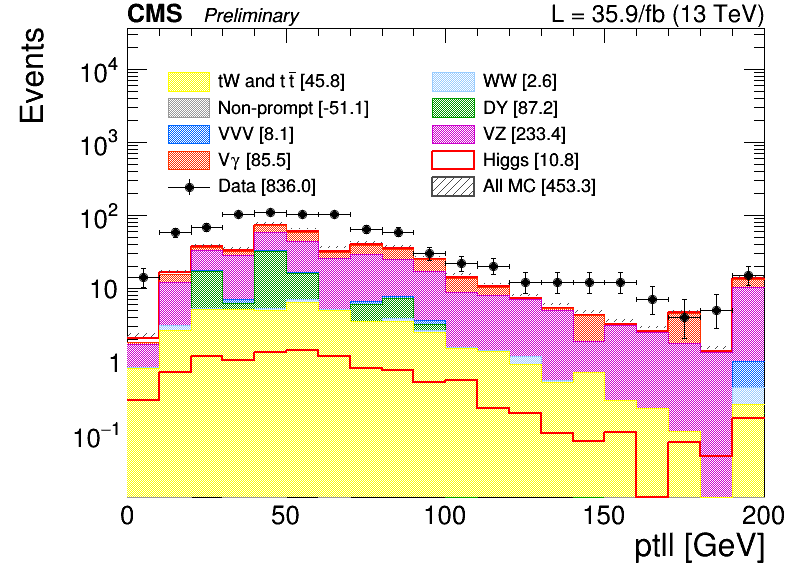 CMS Preliminary L = 35.9/fb (13 TeV)
Events
10⁴
10³
10²
10
1
10⁻¹
tW and t t̄ [45.8]
Non-prompt [-51.1]
VVV [8.1]
Vγ [85.5]
Data [836.0]
WW [2.6]
DY [87.2]
VZ [233.4]
Higgs [10.8]
All MC [453.3]
0 50 100 150 200
ptll [GeV]